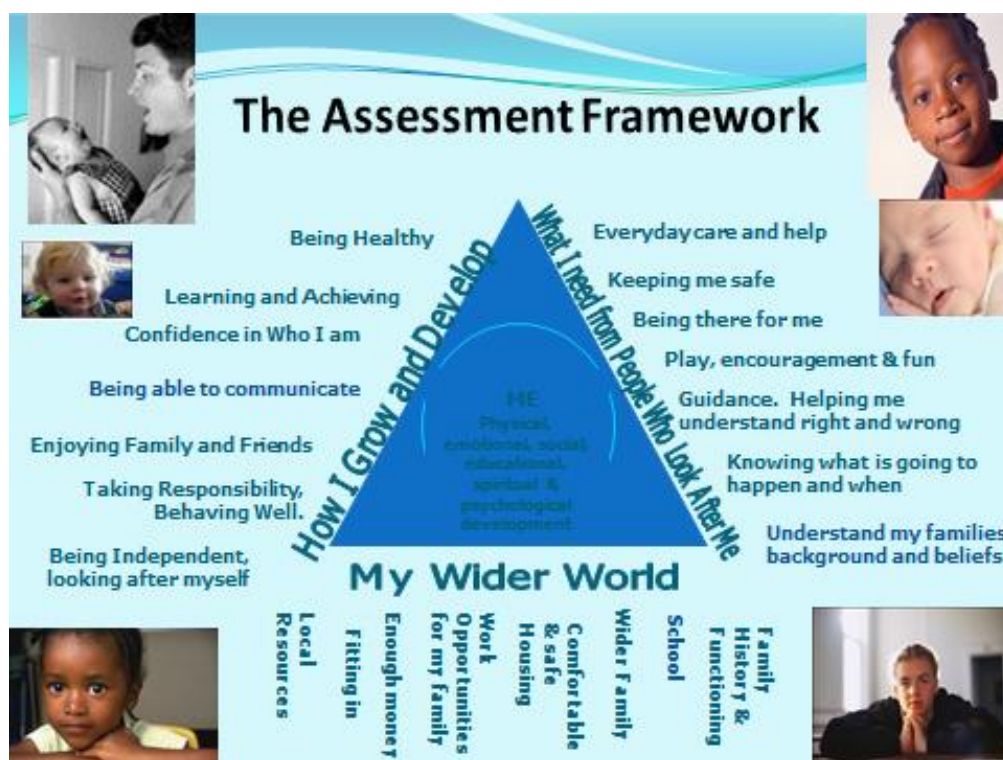 The Assessment Framework
Being Healthy
Learning and Achieving
Confidence in Who I am
Being able to communicate
Enjoying Family and Friends
Taking Responsibility,
Behaving Well.
Being Independent,
looking after myself
How I Grow and Develop
ME
Physical,
emotional, social,
educational,
spiritual &
psychological
development
What I need from People Who Look After Me
Everyday care and help
Keeping me safe
Being there for me
Play, encouragement & fun
Guidance. Helping me
understand right and wrong
Knowing what is going to
happen and when
Understand my families
background and beliefs
My Wider World
Local
Resources
Fitting in
Enough money
for my family
Work
Opportunities
Comfortable
& safe
Housing
Wider Family
School
Family
History &
Functioning